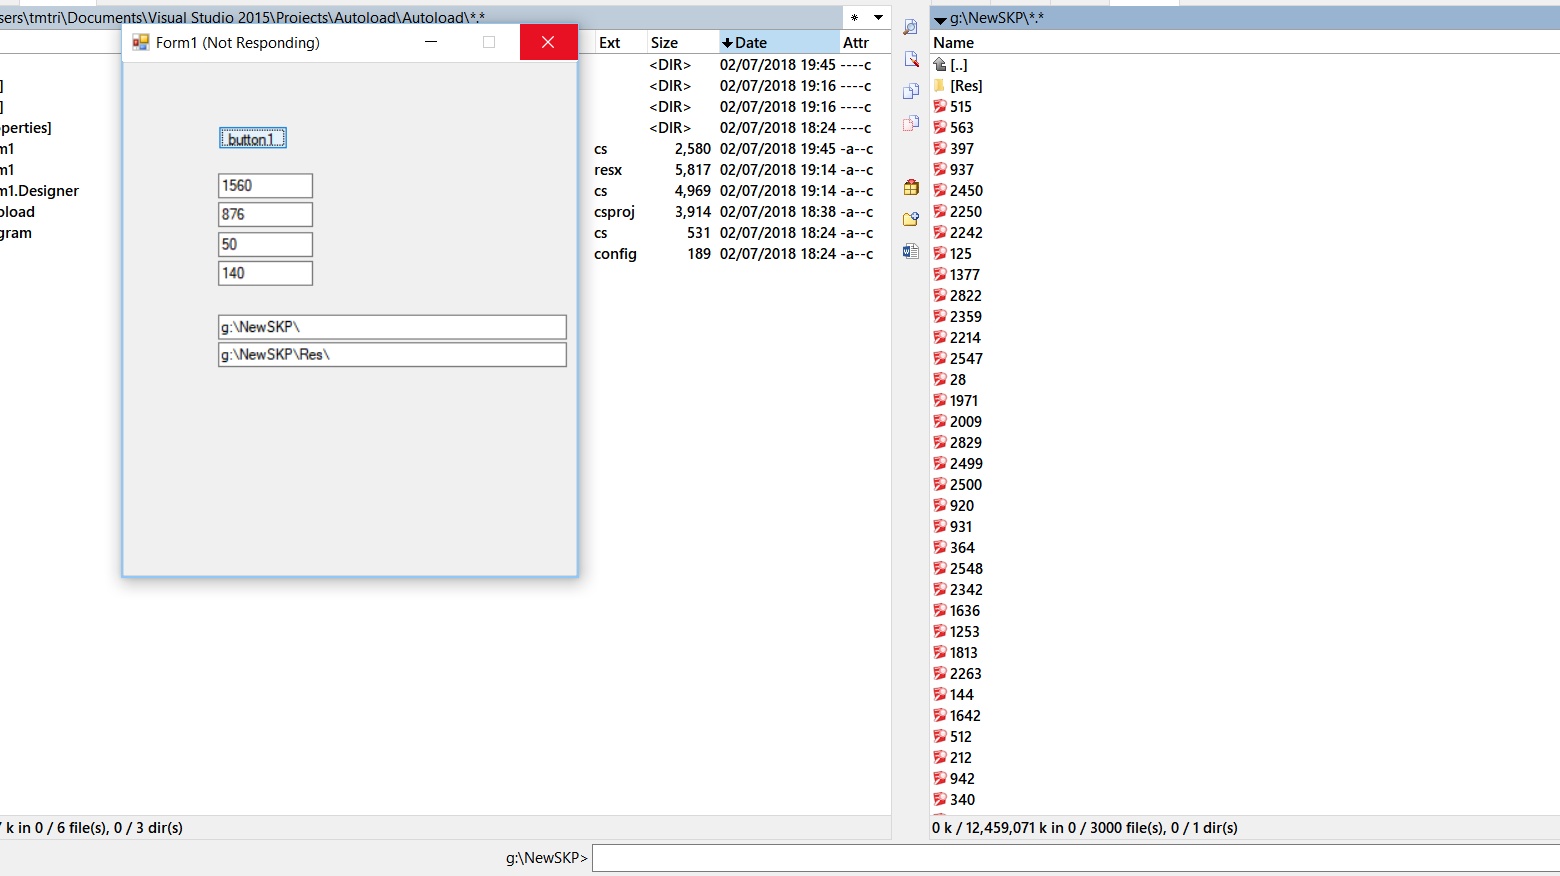 sers\tmtri\Documents\Visual Studio 2015\Projects\Autoload\Autoload\*.*
Ext Size Date Attr
<DIR> 02/07/2018 19:45 ----c
] <DIR> 02/07/2018 19:16 ----c
] <DIR> 02/07/2018 19:16 ----c
perties] <DIR> 02/07/2018 18:24 ----c
m1 cs 2,580 02/07/2018 19:45 -a--c
m1 resx 5,817 02/07/2018 19:14 -a--c
m1.Designer cs 4,969 02/07/2018 19:14 -a--c
oload csproj 3,914 02/07/2018 18:38 -a--c
gram cs 531 02/07/2018 18:24 -a--c
config 189 02/07/2018 18:24 -a--c
k in 0 / 6 file(s), 0 / 3 dir(s)
Form1 (Not Responding)
button1
1560
876
50
140
g:\NewSKP\
g:\NewSKP\Res\
g:\NewSKP\*.*
Name
[..]
[Res]
515
563
397
937
2450
2250
2242
125
1377
2822
2359
2214
2547
28
1971
2009
2829
2499
2500
920
931
364
2548
2342
1636
1253
1813
2263
144
1642
512
212
942
340
0 k / 12,459,071 k in 0 / 3000 file(s), 0 / 1 dir(s)
g:\NewSKP>